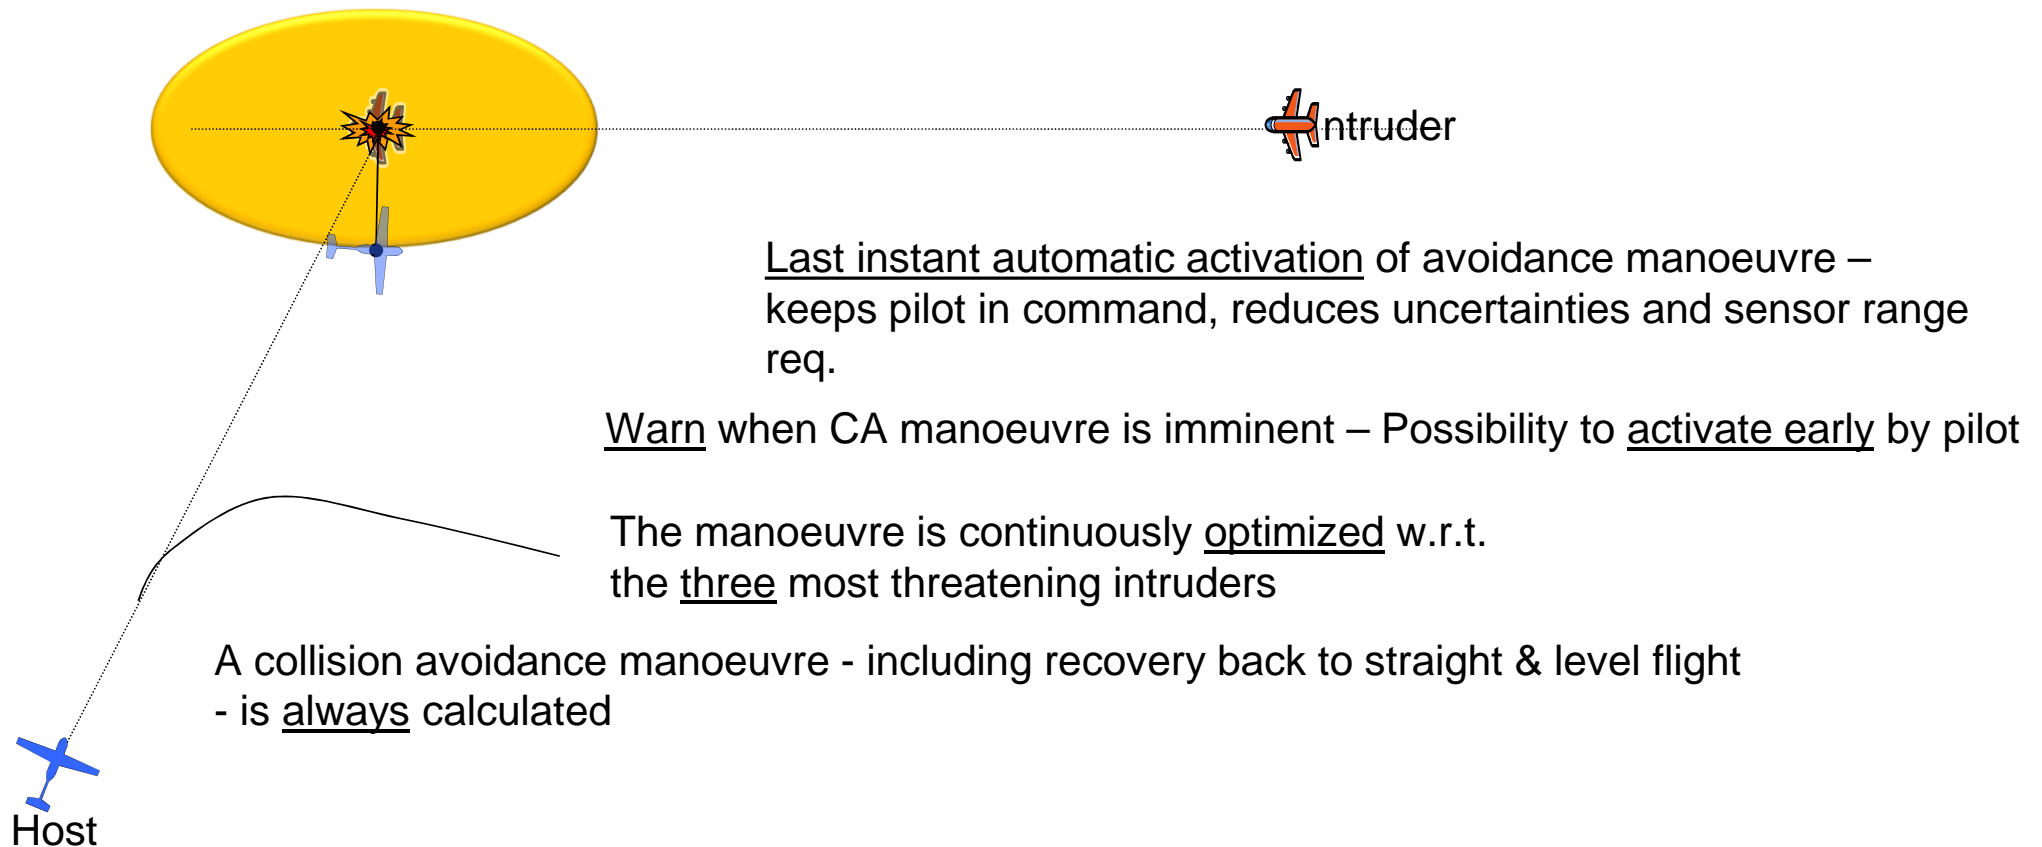 ntruder
Last instant automatic activation of avoidance manoeuvre –
keeps pilot in command, reduces uncertainties and sensor range
req.
Warn when CA manoeuvre is imminent – Possibility to activate early by pilot
The manoeuvre is continuously optimized w.r.t.
the three most threatening intruders
A collision avoidance manoeuvre - including recovery back to straight & level flight
- is always calculated
Host